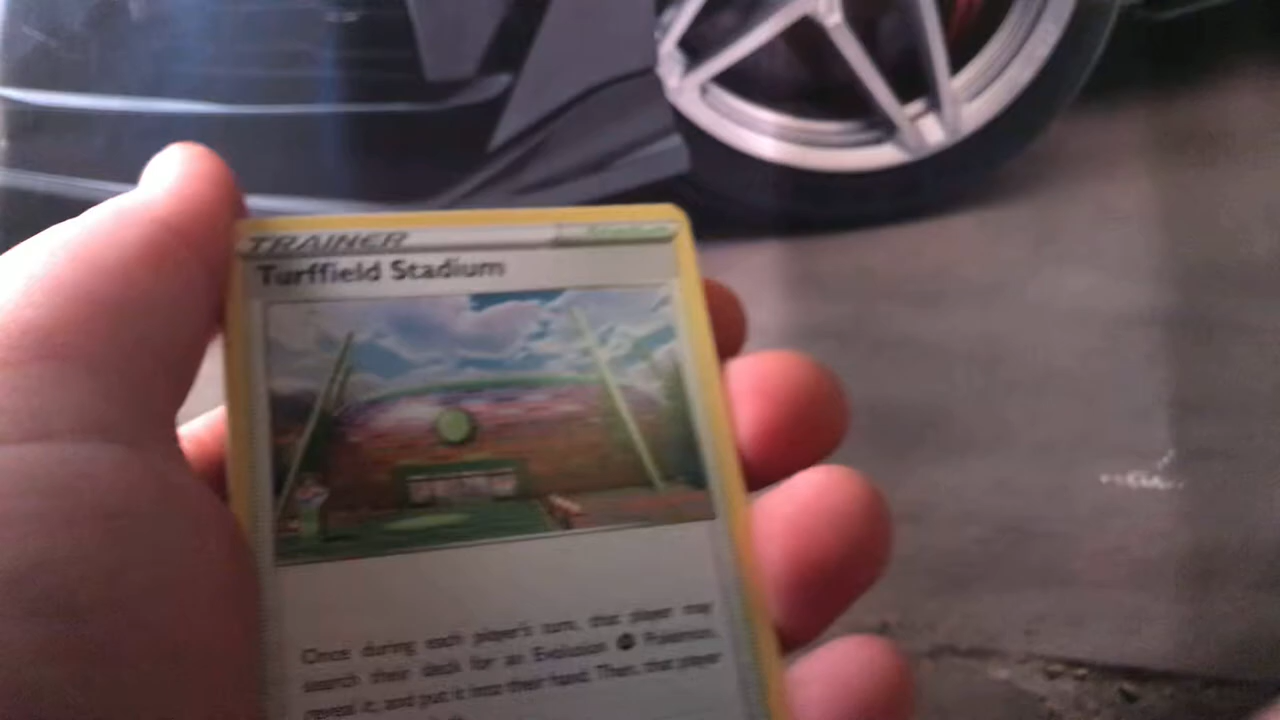 TRAINER Stadium
Turffield Stadium
Once during each player's turn, that player may
search their deck for an Evolution Pokémon,
reveal it, and put it into their hand. Then, that player